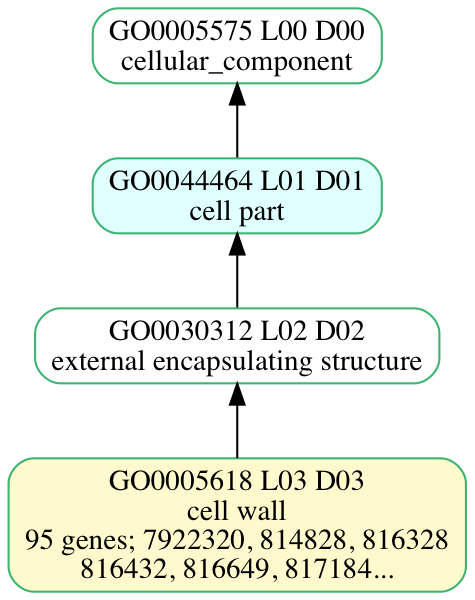 GO0005575 L00 D00
cellular_component
GO0044464 L01 D01
cell part
GO0030312 L02 D02
external encapsulating structure
GO0005618 L03 D03
cell wall
95 genes; 7922320, 814828, 816328
816432, 816649, 817184...